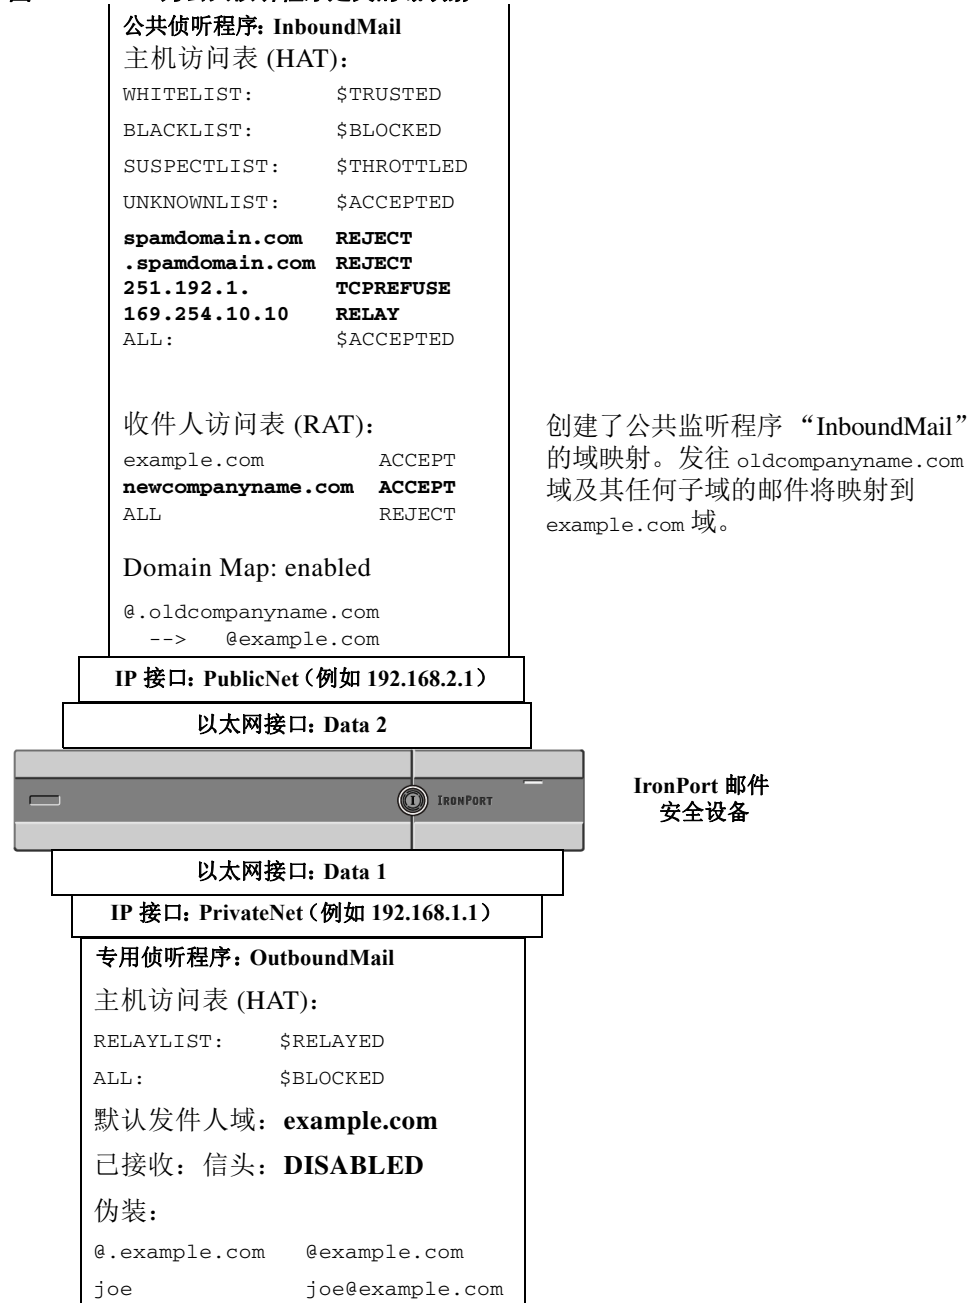 公共侦听程序: InboundMail
主机访问表 (HAT)：
WHITELIST: $TRUSTED
BLACKLIST: $BLOCKED
SUSPECTLIST: $THROTTLED
UNKNOWNLIST: $ACCEPTED
spamdomain.com REJECT
.spamdomain.com REJECT
251.192.1. TCPREFUSE
169.254.10.10 RELAY
ALL: $ACCEPTED
收件人访问表 (RAT)：
example.com ACCEPT
newcompanyname.com ACCEPT
ALL REJECT
Domain Map: enabled
@.oldcompanyname.com
--> @example.com
创建了公共监听程序 “InboundMail”
的域映射。发往 oldcompanyname.com
域及其任何子域的邮件将映射到
example.com 域。
IP 接口: PublicNet（例如 192.168.2.1）
以太网接口: Data 2
IRONPORT
IronPort 邮件
安全设备
以太网接口: Data 1
IP 接口: PrivateNet（例如 192.168.1.1）
专用侦听程序: OutboundMail
主机访问表 (HAT)：
RELAYLIST: $RELAYED
ALL: $BLOCKED
默认发件人域：example.com
已接收：信头：DISABLED
伪装：
@.example.com @example.com
joe joe@example.com